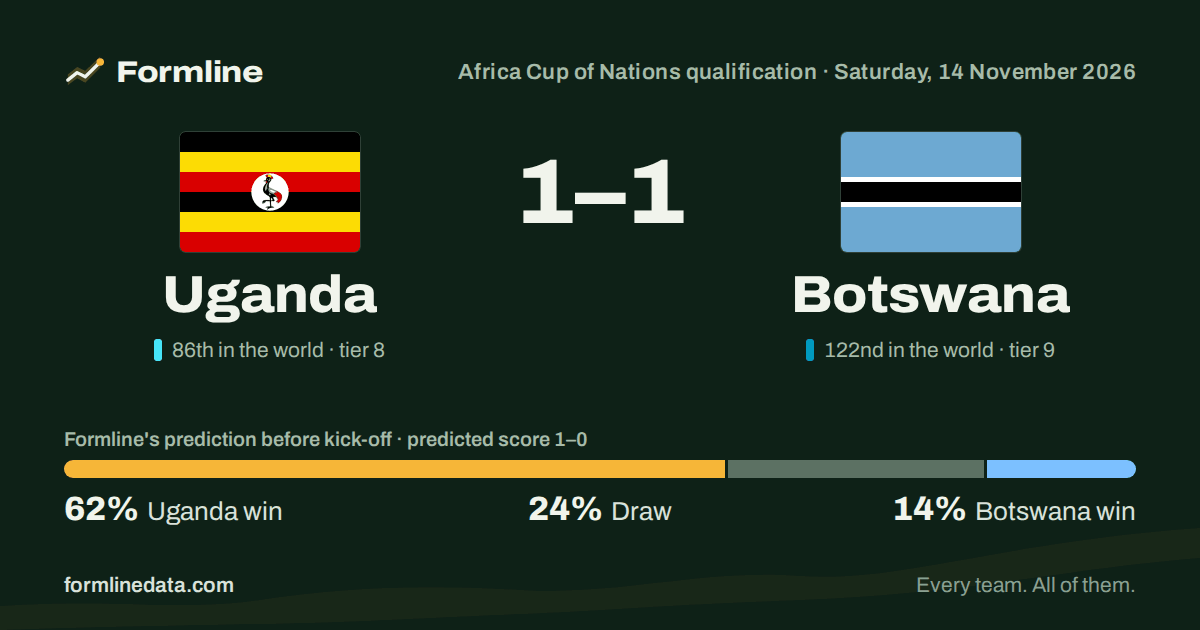 Formline
Africa Cup of Nations qualification · Saturday, 14 November 2026
1–1
Uganda
Botswana
86th in the world · tier 8
122nd in the world · tier 9
Formline's prediction before kick-off · predicted score 1–0
62% Uganda win
24% Draw
14% Botswana win
formlinedata.com
Every team. All of them.